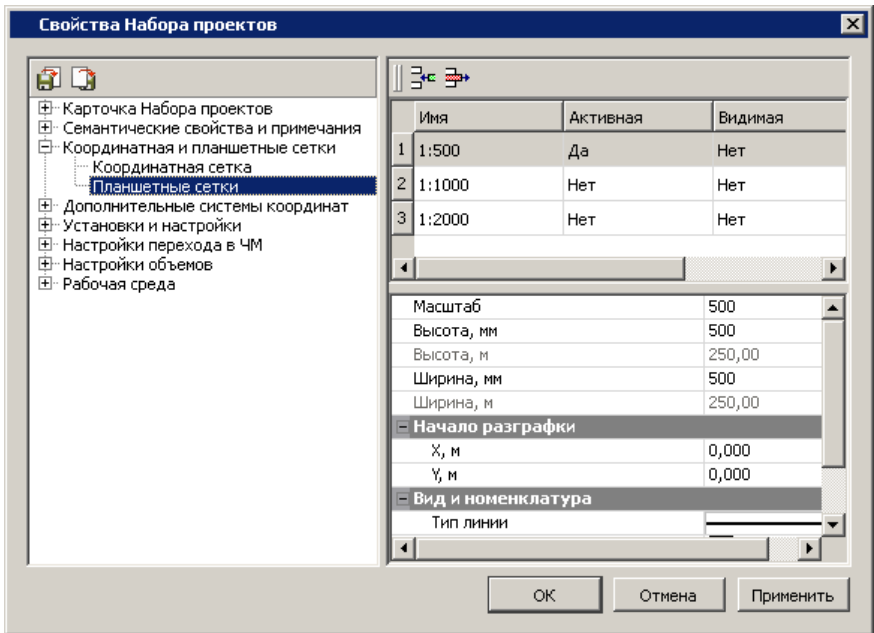 Свойства Набора проектов
Карточка Набора проектов
Семантические свойства и примечания
Координатная и планшетные сетки
Координатная сетка
Планшетные сетки
Дополнительные системы координат
Установки и настройки
Настройки перехода в ЧМ
Настройки объемов
Рабочая среда
Имя Активная Видимая
1 1:500 Да Нет
2 1:1000 Нет Нет
3 1:2000 Нет Нет
Масштаб 500
Высота, мм 500
Высота, м 250,00
Ширина, мм 500
Ширина, м 250,00
Начало разграфки
X, м 0,000
Y, м 0,000
Вид и номенклатура
Тип линии
ОК Отмена Применить